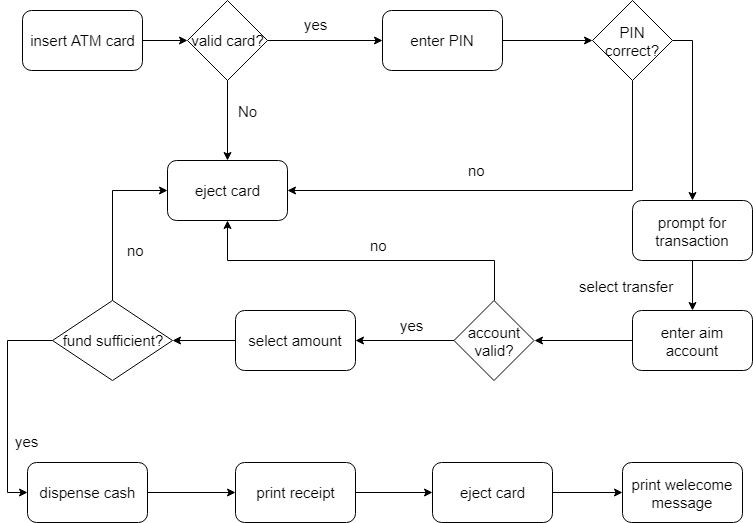 insert ATM card
valid card?
yes
enter PIN
PIN
correct?
No
eject card
no
prompt for
transaction
no
no
select transfer
fund sufficient?
select amount
yes
account
valid?
enter aim
account
yes
dispense cash
print receipt
eject card
print welecome
message